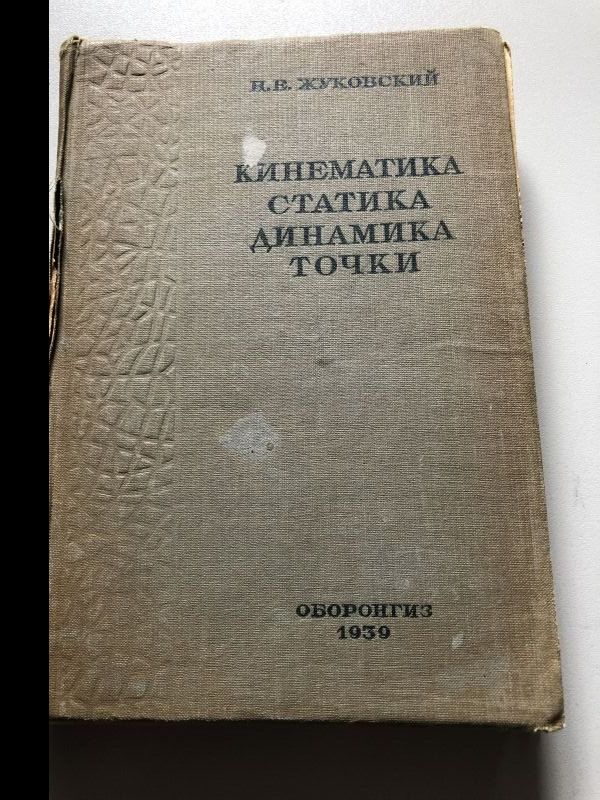 Н.Е. ЖУКОВСКИЙ
КИНЕМАТИКА
СТАТИКА
ДИНАМИКА
ТОЧКИ
ОБОРОНГИЗ
1939